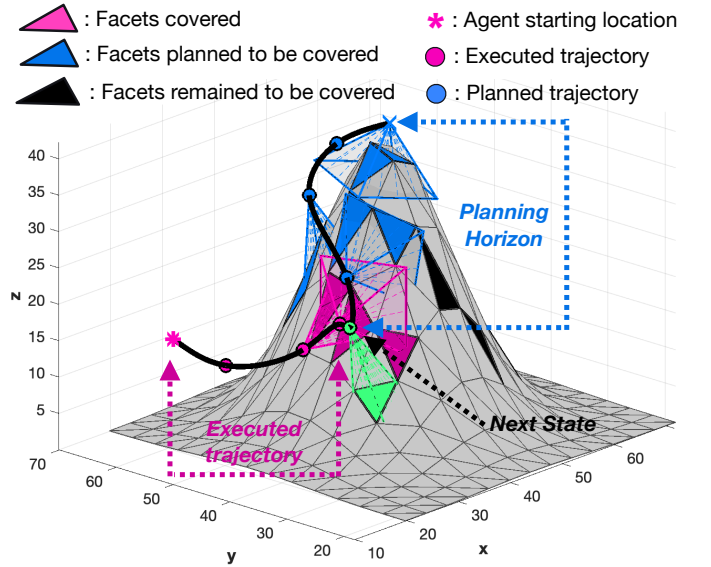 : Facets covered
: Agent starting location
: Facets planned to be covered
: Executed trajectory
: Facets remained to be covered
: Planned trajectory
40
35
30
25
20
15
10
5
z
Planning
Horizon
Next State
Executed
trajectory
70
60
50
40
30
20
y
10
20
30
40
50
60
x